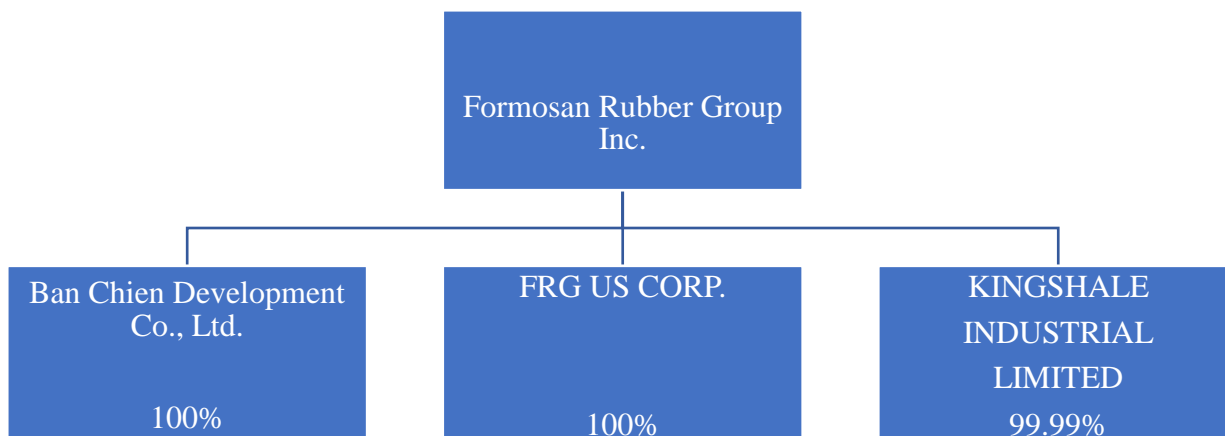 Formosan Rubber Group
Inc.
Ban Chien Development
Co., Ltd.
100%
FRG US CORP.
100%
KINGSHALE
INDUSTRIAL
LIMITED
99.99%